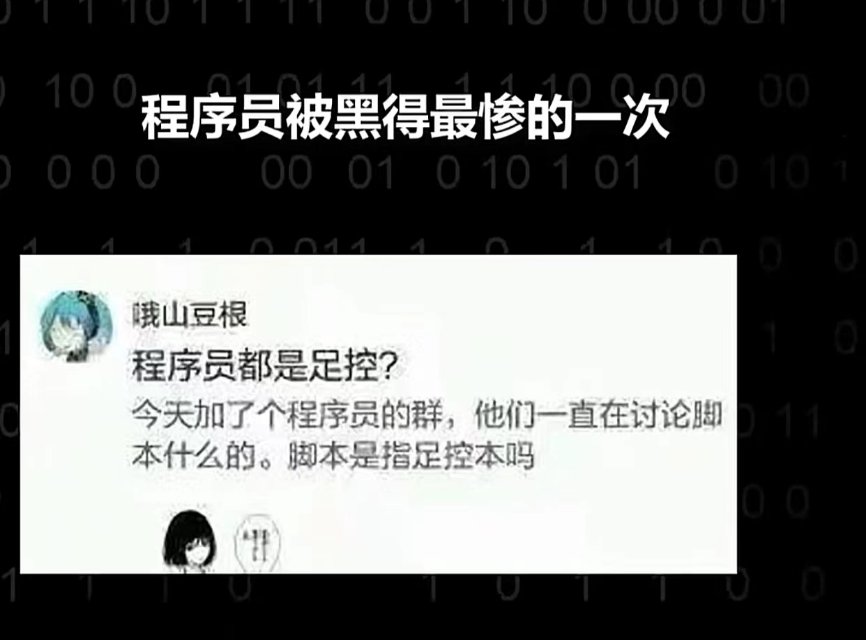 程序员被黑得最惨的一次
哦山豆根
程序员都是足控?
今天加了个程序员的群，他们一直在讨论脚
本什么的。脚本是指足控本吗